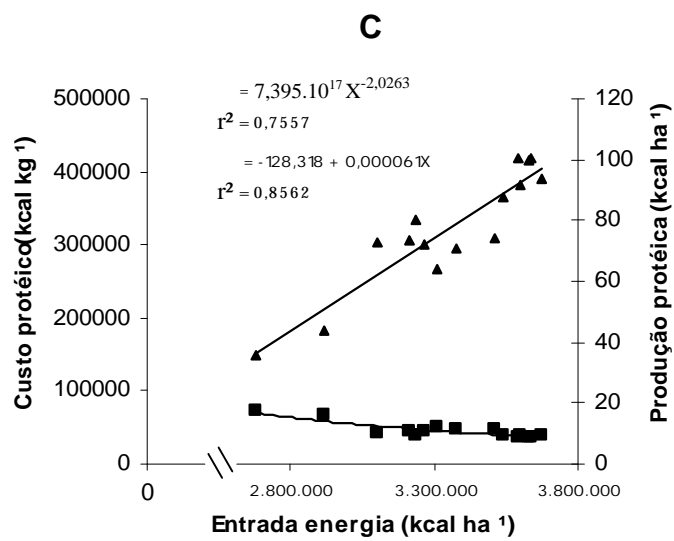 C
= 7,395.10^17 X^-2,0263
r² = 0,7557
= -128,318 + 0,000061X
r² = 0,8562
500000
400000
300000
200000
100000
0
120
100
80
60
40
20
0
Custo protéico(kcal kg ¹)
Produção protéica (kcal ha ¹)
0
2.800.000
3.300.000
3.800.000
Entrada energia (kcal ha ¹)